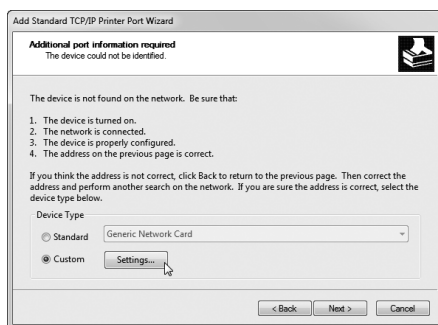 Add Standard TCP/IP Printer Port Wizard
Additional port information required
The device could not be identified.
The device is not found on the network. Be sure that:
1. The device is turned on.
2. The network is connected.
3. The device is properly configured.
4. The address on the previous page is correct.
If you think the address is not correct, click Back to return to the previous page. Then correct the
address and perform another search on the network. If you are sure the address is correct, select the
device type below.
Device Type
Standard Generic Network Card
Custom Settings...
< Back Next > Cancel